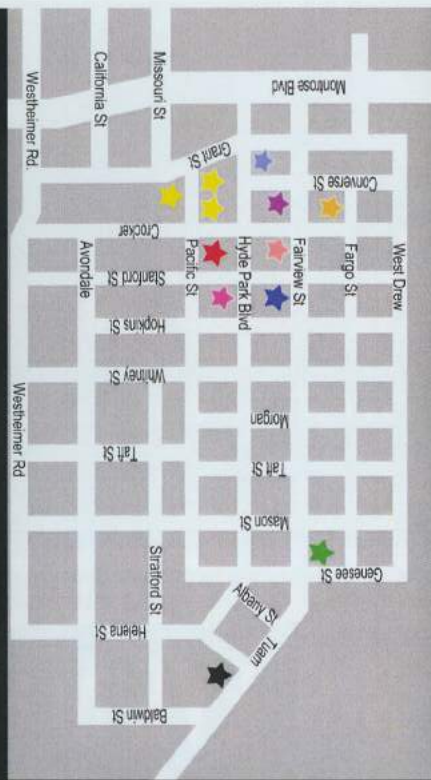 Westheimer Rd.
California St
Missouri St
Montrose Blvd
Grant St
Converse St
Crocker
Avondale
Stanford St
Pacific St
Hyde Park Blvd
Fairview St
Fargo St
West Drew
Hopkins St
Whitney St
Westheimer Rd
Morgan
Taft St
Taft St
Mason St
Stratford St
Genesee St
Albany St
Helena St
Tuam
Baldwin St